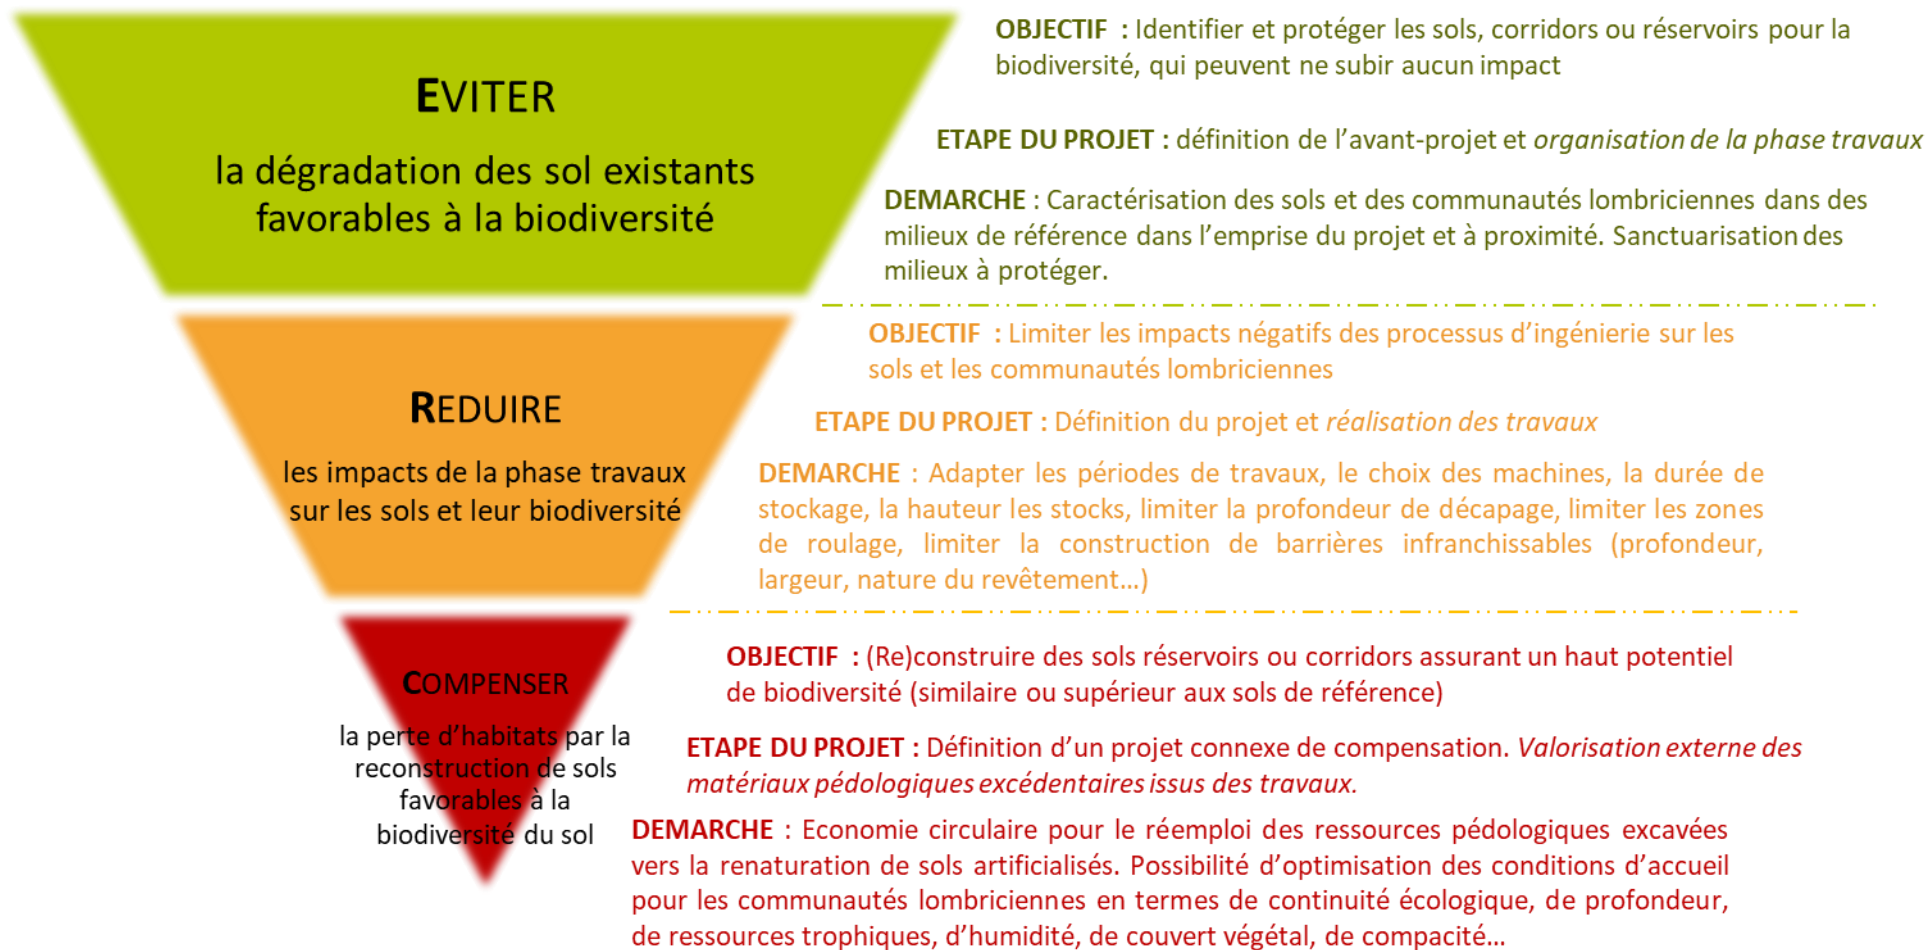 EVITER
la dégradation des sol existants
favorables à la biodiversité
OBJECTIF : Identifier et protéger les sols, corridors ou réservoirs pour la
biodiversité, qui peuvent ne subir aucun impact
ETAPE DU PROJET : définition de l’avant-projet et organisation de la phase travaux
DEMARCHE : Caractérisation des sols et des communautés lombriciennes dans des
milieux de référence dans l’emprise du projet et à proximité. Sanctuarisation des
milieux à protéger.
REDUIRE
les impacts de la phase travaux
sur les sols et leur biodiversité
OBJECTIF : Limiter les impacts négatifs des processus d’ingénierie sur les
sols et les communautés lombriciennes
ETAPE DU PROJET : Définition du projet et réalisation des travaux
DEMARCHE : Adapter les périodes de travaux, le choix des machines, la durée de
stockage, la hauteur les stocks, limiter la profondeur de décapage, limiter les zones
de roulage, limiter la construction de barrières infranchissables (profondeur,
largeur, nature du revêtement…)
COMPENSER
la perte d’habitats par la
reconstruction de sols
favorables à la
biodiversité du sol
OBJECTIF : (Re)construire des sols réservoirs ou corridors assurant un haut potentiel
de biodiversité (similaire ou supérieur aux sols de référence)
ETAPE DU PROJET : Définition d’un projet connexe de compensation. Valorisation externe des
matériaux pédologiques excédentaires issus des travaux.
DEMARCHE : Economie circulaire pour le réemploi des ressources pédologiques excavées
vers la renaturation de sols artificialisés. Possibilité d’optimisation des conditions d’accueil
pour les communautés lombriciennes en termes de continuité écologique, de profondeur,
de ressources trophiques, d’humidité, de couvert végétal, de compacité…